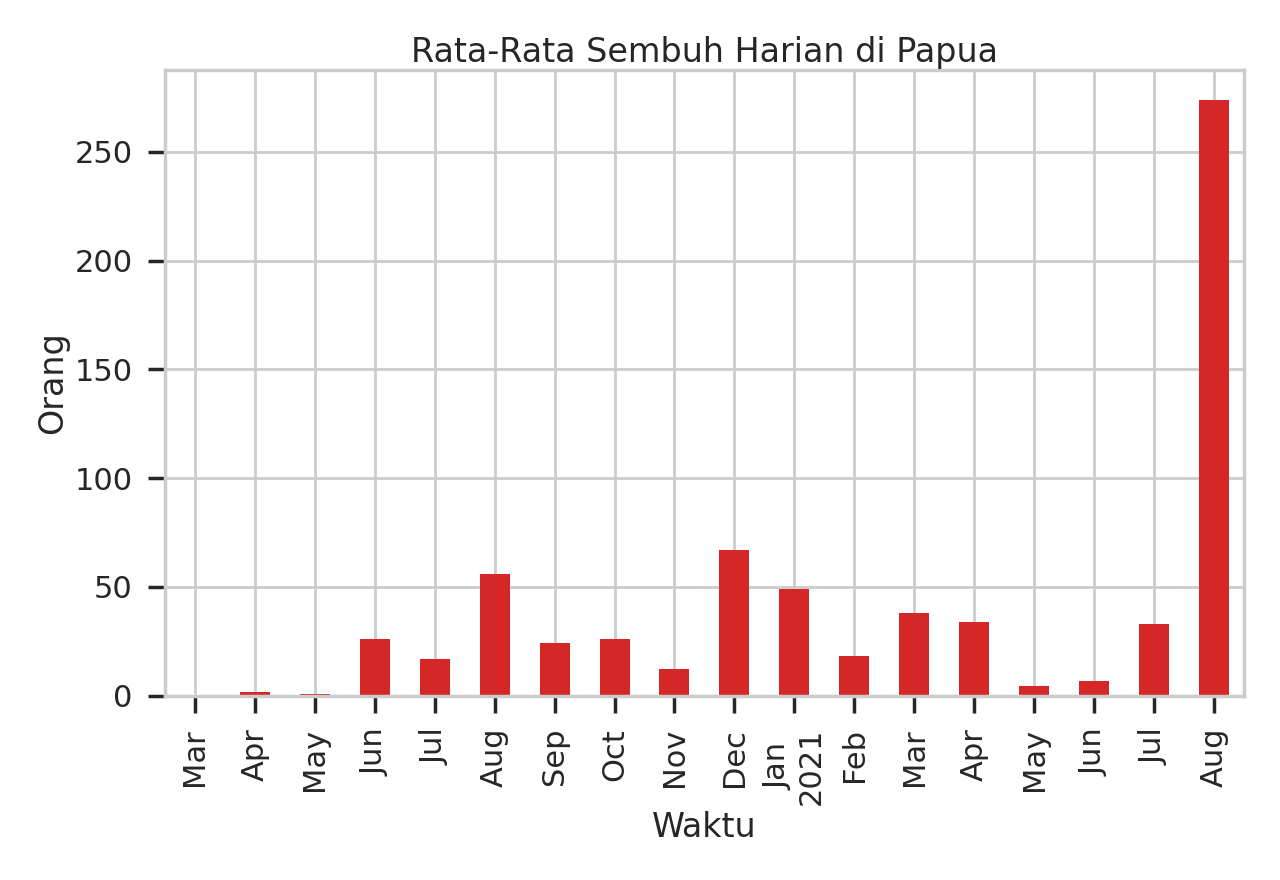 Rata-Rata Sembuh Harian di Papua
Orang
250
200
150
100
50
0
Mar
Apr
May
Jun
Jul
Aug
Sep
Oct
Nov
Dec
Jan
2021
Feb
Mar
Apr
May
Jun
Jul
Aug
Waktu